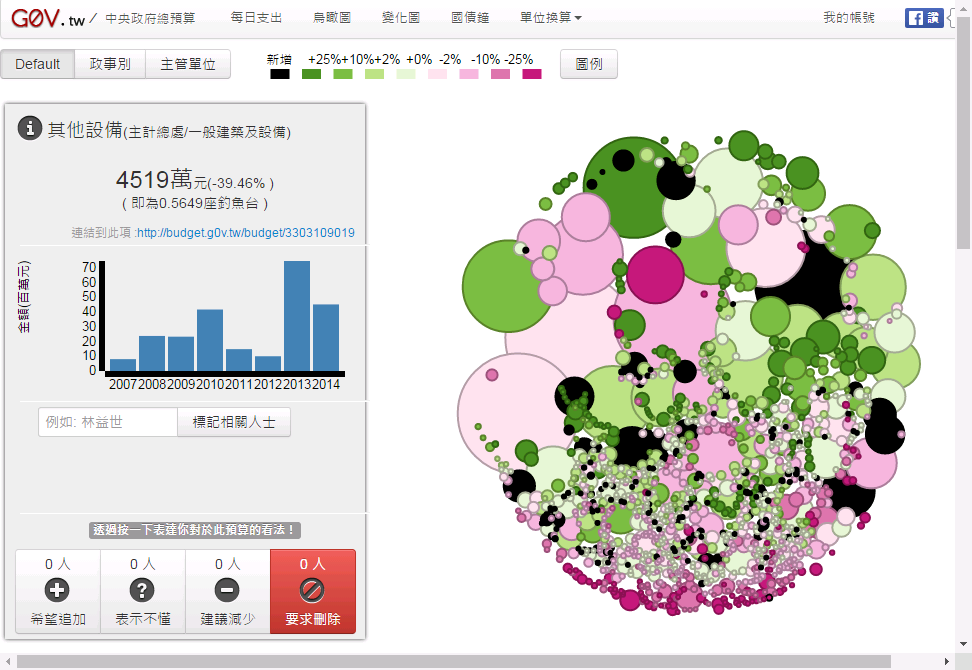 G0V.tw / 中央政府總預算 每日支出 鳥瞰圖 變化圖 國債鐘 單位換算 我的帳號 讚
Default 政事別 主管單位 新增 +25% +10% +2% +0% -2% -10% -25% 圖例
其他設備(主計總處/一般建築及設備)
4519萬元(-39.46% )
( 即為0.5649座釣魚台 )
連結到此項 :http://budget.g0v.tw/budget/3303109019
金額(百萬元)
70
60
50
40
30
20
10
0
2007 2008 2009 2010 2011 2012 2013 2014
例如: 林益世 標記相關人士
透過按一下表達你對於此預算的看法！
0 人 0 人 0 人 0 人
希望追加 表示不懂 建議減少 要求刪除